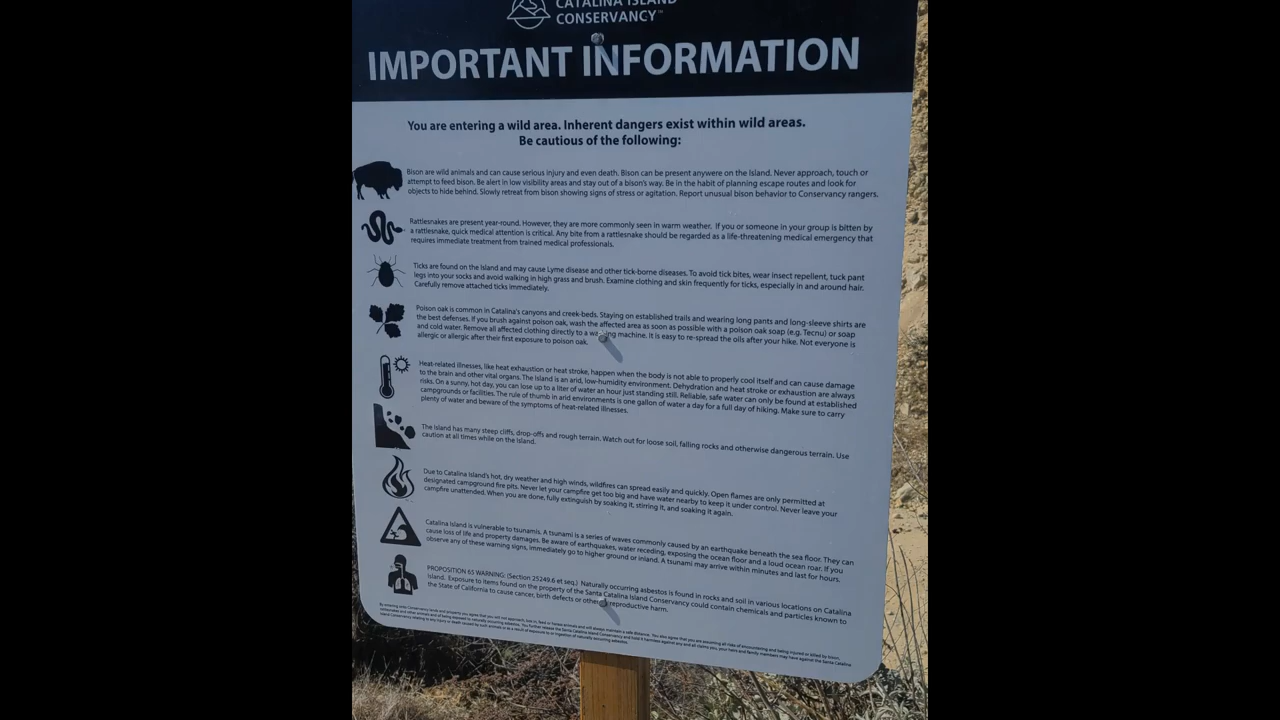 CATALINA ISLAND
CONSERVANCY™
IMPORTANT INFORMATION
You are entering a wild area. Inherent dangers exist within wild areas.
Be cautious of the following:
Bison are wild animals and can cause serious injury and even death. Bison can be present anywere on the Island. Never approach, touch or
attempt to feed bison. Be alert in low visibility areas and stay out of a bison's way. Be in the habit of planning escape routes and look for
objects to hide behind. Slowly retreat from bison showing signs of stress or agitation. Report unusual bison behavior to Conservancy rangers.
Rattlesnakes are present year-round. However, they are more commonly seen in warm weather. If you or someone in your group is bitten by
a rattlesnake, quick medical attention is critical. Any bite from a rattlesnake should be regarded as a life-threatening medical emergency that
requires immediate treatment from trained medical professionals.
Ticks are found on the Island and may cause Lyme disease and other tick-borne diseases. To avoid tick bites, wear insect repellent, tuck pant
legs into your socks and avoid walking in high grass and brush. Examine clothing and skin frequently for ticks, especially in and around hair.
Carefully remove attached ticks immediately.
Poison oak is common in Catalina's canyons and creek-beds. Staying on established trails and wearing long pants and long-sleeve shirts are
the best defenses. If you brush against poison oak, wash the affected area as soon as possible with a poison oak soap (e.g. Tecnu) or soap
and cold water. Remove all affected clothing directly to a washing machine. It is easy to re-spread the oils after your hike. Not everyone is
allergic or allergic after their first exposure to poison oak.
Heat-related illnesses, like heat exhaustion or heat stroke, happen when the body is not able to properly cool itself and can cause damage
to the brain and other vital organs. The Island is an arid, low-humidity environment. Dehydration and heat stroke or exhaustion are always
risks. On a sunny, hot day, you can lose up to a liter of water an hour just standing still. Reliable, safe water can only be found at established
campgrounds or facilities. The rule of thumb in arid environments is one gallon of water a day for a full day of hiking. Make sure to carry
plenty of water and beware of the symptoms of heat-related illnesses.
The Island has many steep cliffs, drop-offs and rough terrain. Watch out for loose soil, falling rocks and otherwise dangerous terrain. Use
caution at all times while on the Island.
Due to Catalina Island's hot, dry weather and high winds, wildfires can spread easily and quickly. Open flames are only permitted at
designated campground fire pits. Never let your campfire get too big and have water nearby to keep it under control. Never leave your
campfire unattended. When you are done, fully extinguish by soaking it, stirring it, and soaking it again.
Catalina Island is vulnerable to tsunamis. A tsunami is a series of waves commonly caused by an earthquake beneath the sea floor. They can
cause loss of life and property damages. Be aware of earthquakes, water receding, exposing the ocean floor and a loud ocean roar. If you
observe any of these warning signs, immediately go to higher ground or inland. A tsunami may arrive within minutes and last for hours.
PROPOSITION 65 WARNING: (Section 25249.6 et seq.) Naturally occurring asbestos is found in rocks and soil in various locations on Catalina
Island. Exposure to items found on the property of the Santa Catalina Island Conservancy could contain chemicals and particles known to
the State of California to cause cancer, birth defects or other reproductive harm.